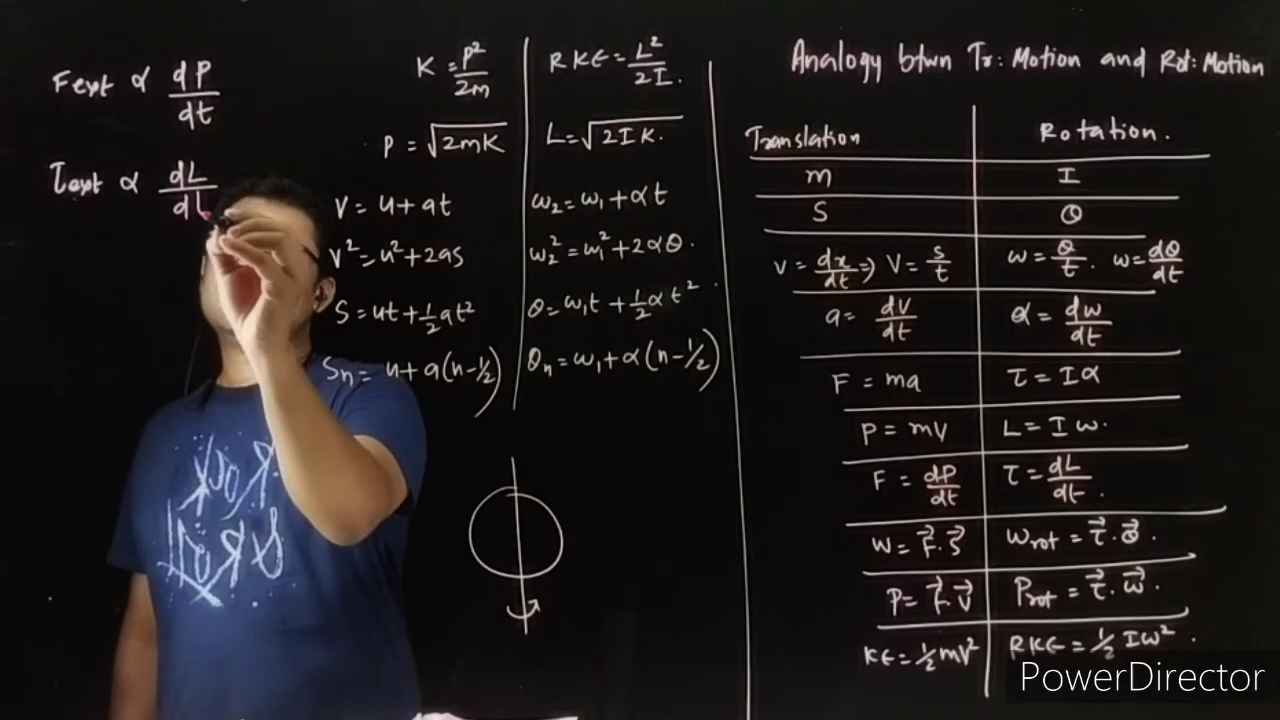 Fext ∝ dP/dt
τext ∝ dL/dt
K = P²/2m
P = √2mK
V = u + at
V² = u² + 2as
S = ut + ½at²
Sn = u + a(n-1/2)
RKE = L²/2I.
L = √2IK.
ω₂ = ω₁ + αt
ω₂² = ω₁² + 2αθ.
θ = ω₁t + ½αt².
θn = ω₁ + α(n-1/2)
Analogy btwn Tr: Motion and Rot: Motion
Translation Rotation.
m I
S θ
V = dx/dt ⇒ V = s/t ω = θ/t. ω = dθ/dt
a = dV/dt α = dω/dt
F = ma τ = Iα
P = mV L = Iω.
F = dP/dt τ = dL/dt.
W = F⃗.S⃗ Wrot = τ⃗.θ⃗.
P = F⃗.V⃗ Prot = τ⃗.ω⃗.
KE = ½mV² RKE = ½Iω².
PowerDirector